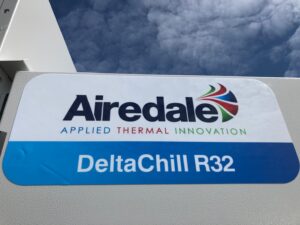 Airedale
APPLIED THERMAL INNOVATION
DeltaChill R32